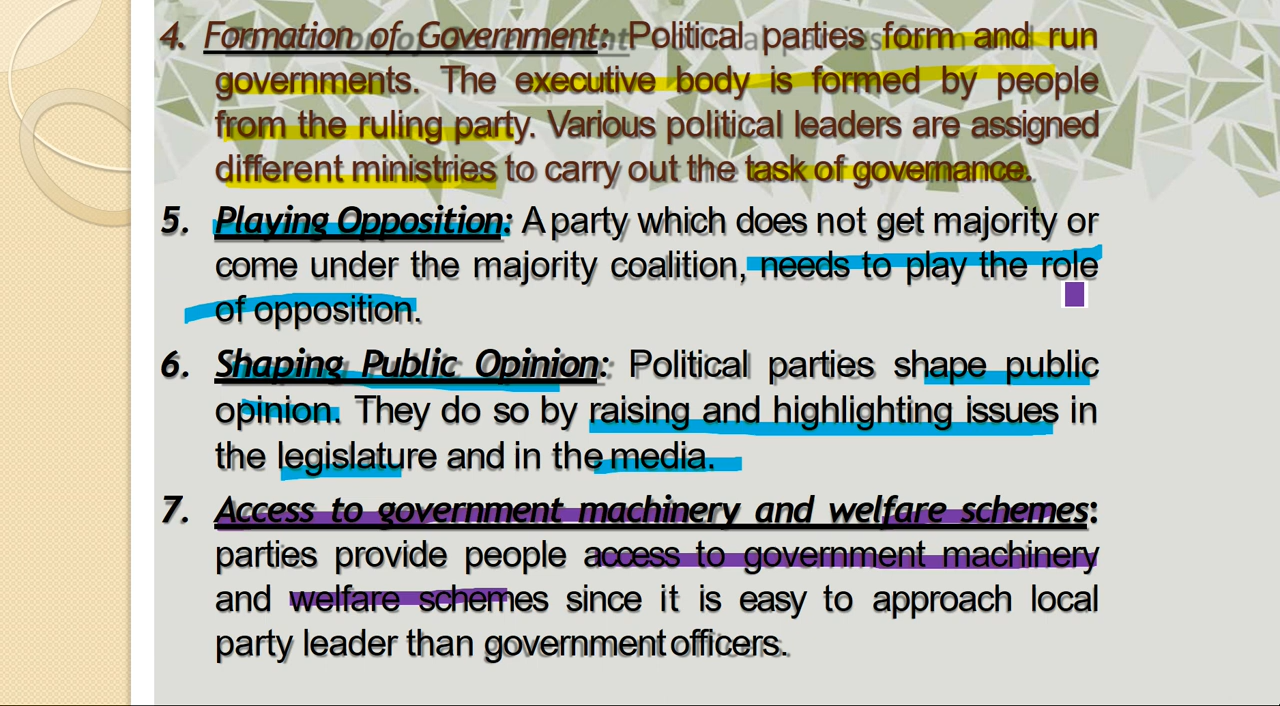 4. Formation of Government: Political parties form and run
governments. The executive body is formed by people
from the ruling party. Various political leaders are assigned
different ministries to carry out the task of governance.
5. Playing Opposition: A party which does not get majority or
come under the majority coalition, needs to play the role
of opposition.
6. Shaping Public Opinion: Political parties shape public
opinion. They do so by raising and highlighting issues in
the legislature and in the media.
7. Access to government machinery and welfare schemes:
parties provide people access to government machinery
and welfare schemes since it is easy to approach local
party leader than government officers.